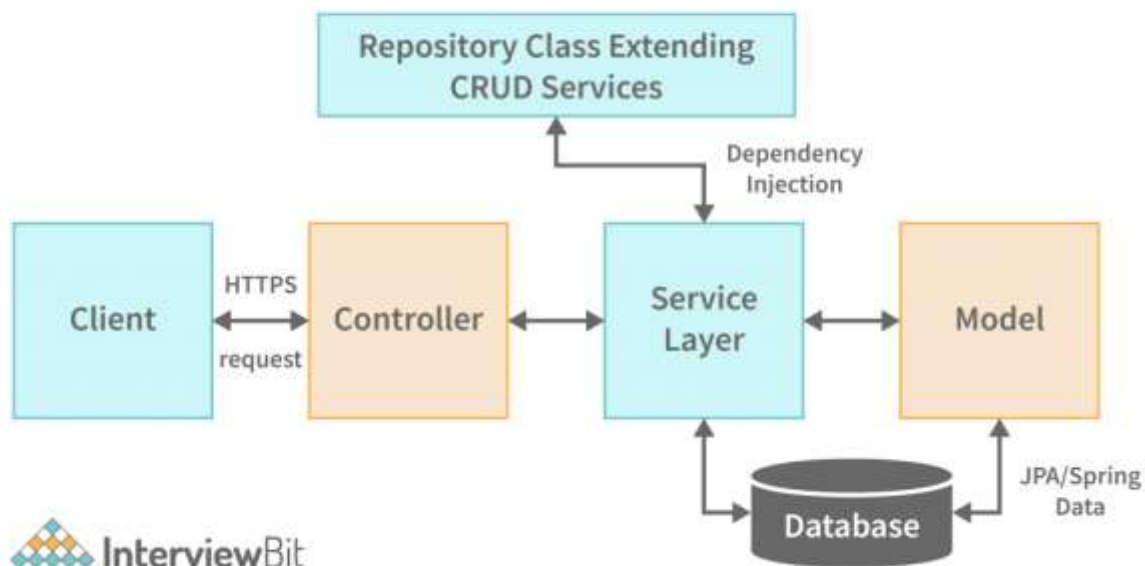 Repository Class Extending
CRUD Services
Dependency
Injection
Client
HTTPS
request
Controller
Service
Layer
Model
JPA/Spring
Data
Database
InterviewBit